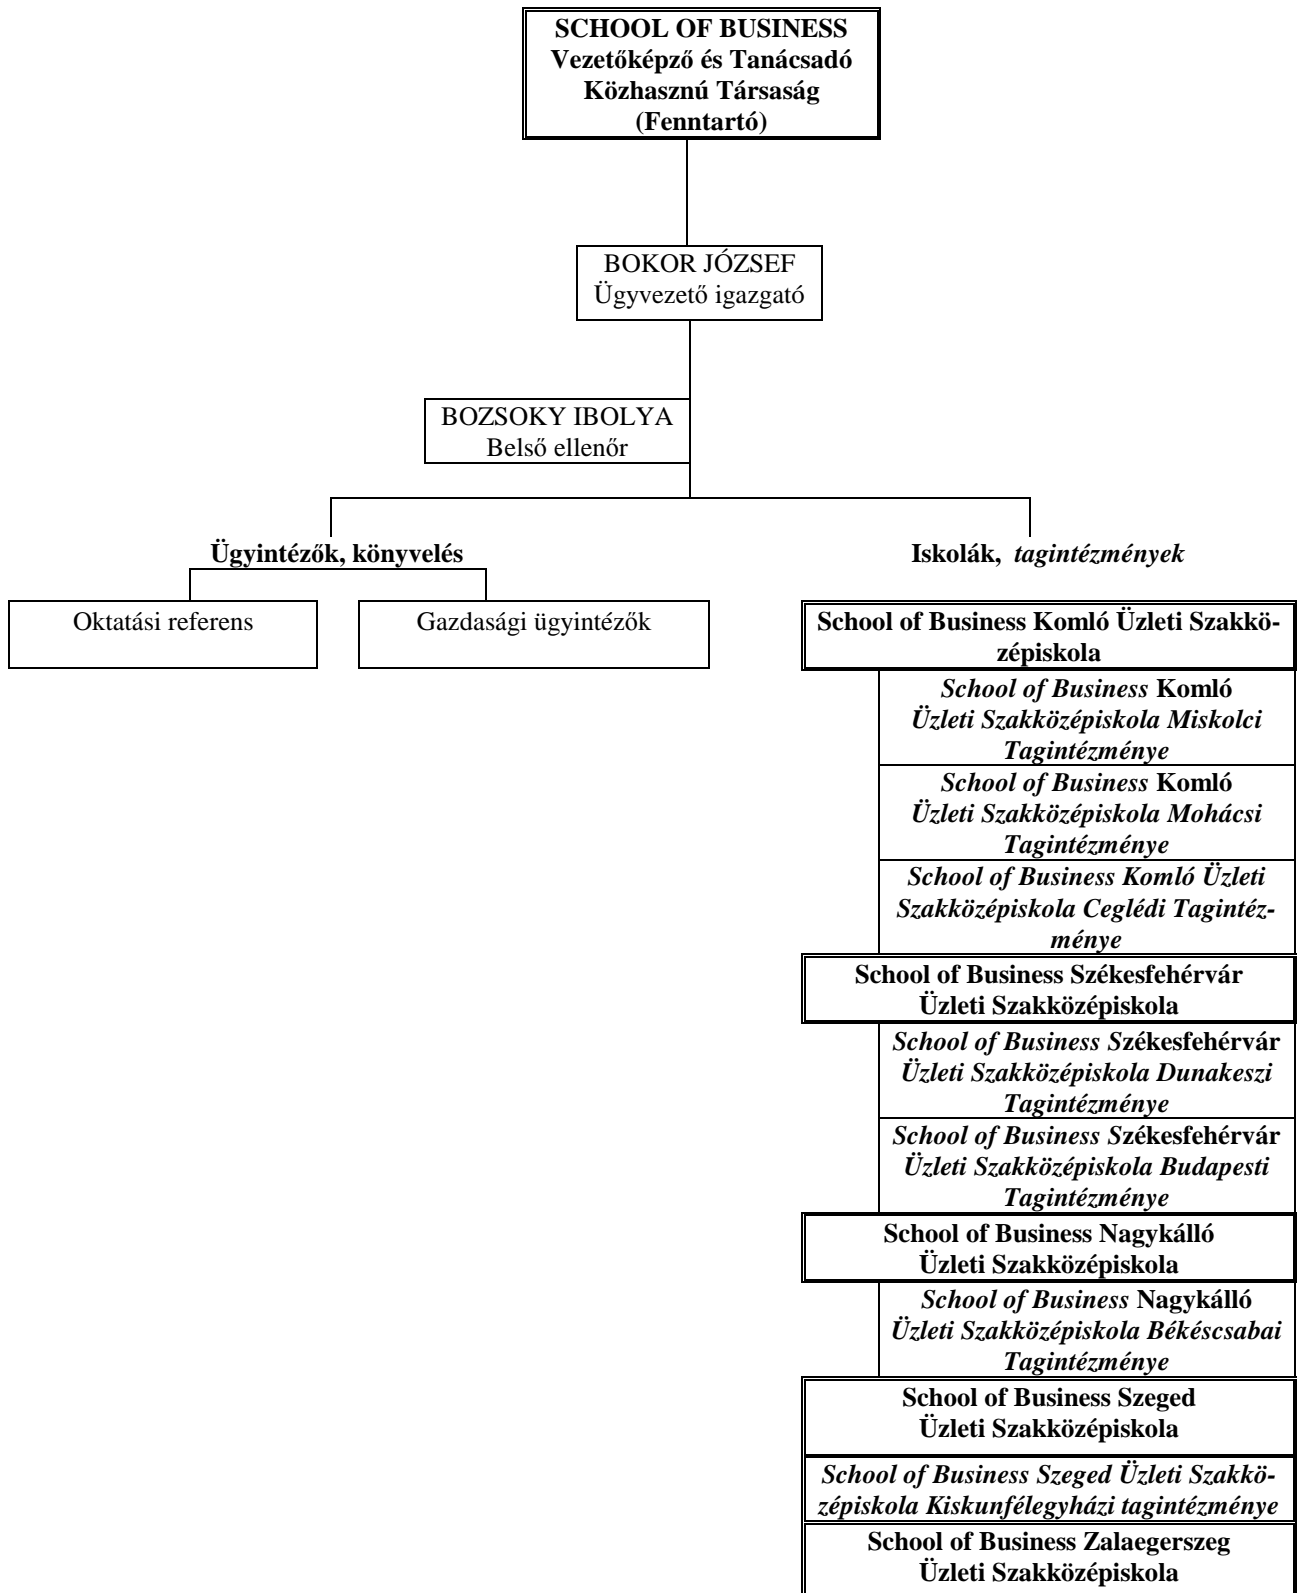 SCHOOL OF BUSINESS
Vezetőképző és Tanácsadó
Közhasznú Társaság
(Fenntartó)
BOKOR JÓZSEF
Ügyvezető igazgató
BOZSOKY IBOLYA
Belső ellenőr
Ügyintézők, könyvelés
Oktatási referens
Gazdasági ügyintézők
Iskolák, tagintézmények
School of Business Komló Üzleti Szakkö-
zépiskola
School of Business Komló
Üzleti Szakközépiskola Miskolci
Tagintézménye
School of Business Komló
Üzleti Szakközépiskola Mohácsi
Tagintézménye
School of Business Komló Üzleti
Szakközépiskola Ceglédi Tagintéz-
ménye
School of Business Székesfehérvár
Üzleti Szakközépiskola
School of Business Székesfehérvár
Üzleti Szakközépiskola Dunakeszi
Tagintézménye
School of Business Székesfehérvár
Üzleti Szakközépiskola Budapesti
Tagintézménye
School of Business Nagykálló
Üzleti Szakközépiskola
School of Business Nagykálló
Üzleti Szakközépiskola Békéscsabai
Tagintézménye
School of Business Szeged
Üzleti Szakközépiskola
School of Business Szeged Üzleti Szakkö-
zépiskola Kiskunfélegyházi tagintézménye
School of Business Zalaegerszeg
Üzleti Szakközépiskola